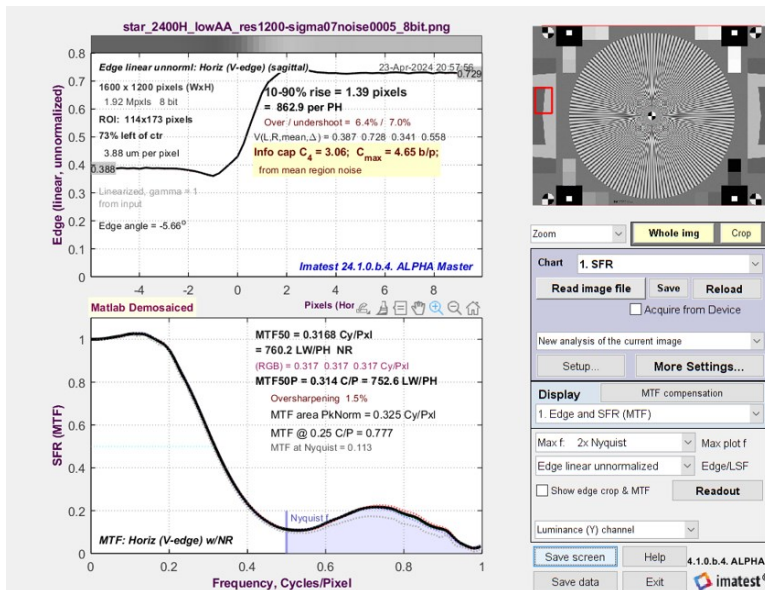 star_2400H_lowAA_res1200-sigma07noise0005_8bit.png
Edge linear unnorml: Horiz (V-edge) (sagittal)
23-Apr-2024 20:57:56
0.729
1600 x 1200 pixels (WxH)
1.92 Mpxls 8 bit
ROI: 114x173 pixels
73% left of ctr
3.88 um per pixel
0.388
Linearized, gamma = 1
from input
Edge angle = -5.66°
10-90% rise = 1.39 pixels
= 862.9 per PH
Over / undershoot = 6.4% / 7.0%
V(L,R,mean,Δ) = 0.387 0.728 0.341 0.558
Info cap C4 = 3.06; Cmax = 4.65 b/p;
from mean region noise
Imatest 24.1.0.b.4. ALPHA Master
Edge (linear, unnormalized)
0.8
0.7
0.6
0.5
0.4
0.3
0.2
0.1
0
-4
-2
0
2
4
6
8
Matlab Demosaiced
Pixels (Hor
MTF50 = 0.3168 Cy/Pxl
= 760.2 LW/PH NR
(RGB) = 0.317 0.317 0.317 Cy/Pxl
MTF50P = 0.314 C/P = 752.6 LW/PH
Oversharpening 1.5%
MTF area PkNorm = 0.325 Cy/Pxl
MTF @ 0.25 C/P = 0.777
MTF at Nyquist = 0.113
Nyquist f
MTF: Horiz (V-edge) w/NR
SFR (MTF)
1
0.8
0.6
0.4
0.2
0
0
0.2
0.4
0.6
0.8
1
Frequency, Cycles/Pixel
Zoom
Whole img
Crop
Chart
1. SFR
Read image file
Save
Reload
Acquire from Device
New analysis of the current image
Setup...
More Settings...
Display
MTF compensation
1. Edge and SFR (MTF)
Max f: 2x Nyquist
Max plot f
Edge linear unnormalized
Edge/LSF
Show edge crop & MTF
Readout
Luminance (Y) channel
Save screen
Help
4.1.0.b.4. ALPHA
Save data
Exit
imatest®